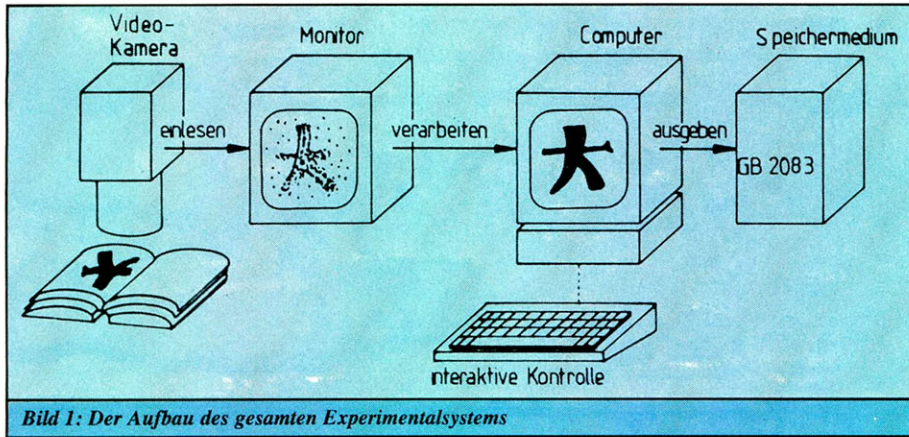 Video-
Kamera
Monitor
Computer
Speichermedium
einlesen
verarbeiten
ausgeben
大
GB 2083
interaktive Kontrolle
Bild 1: Der Aufbau des gesamten Experimentalsystems